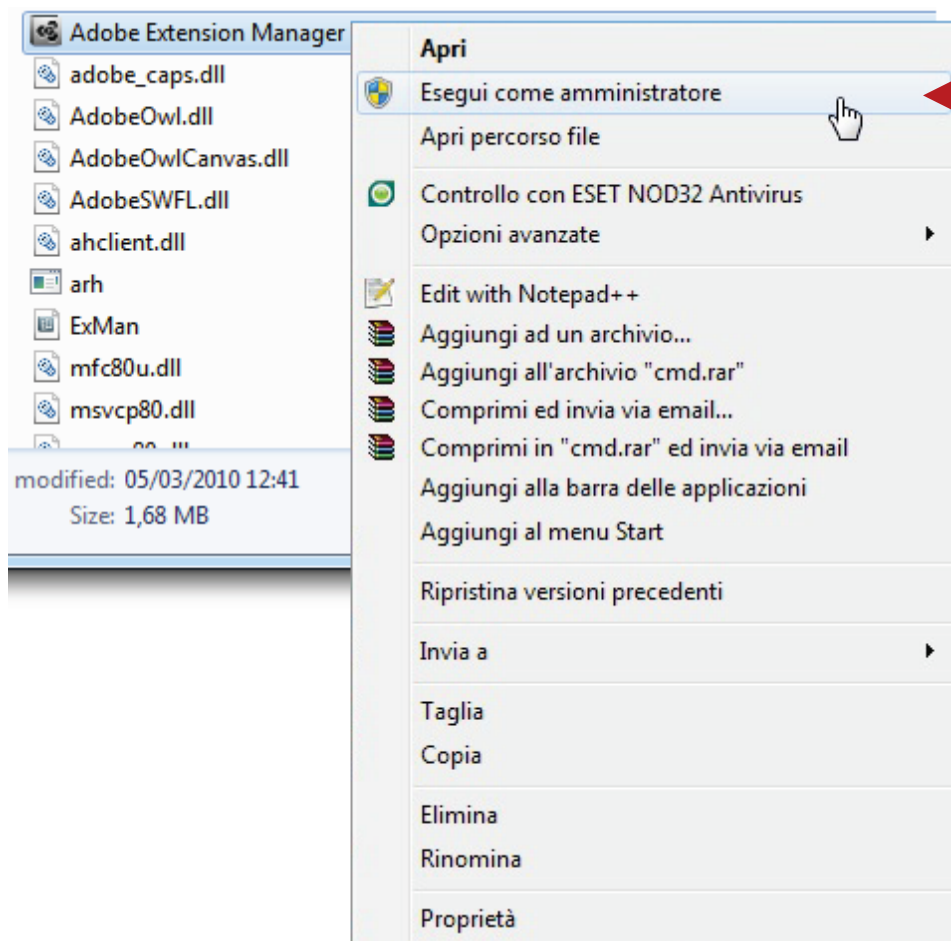 Adobe Extension Manager
adobe_caps.dll
AdobeOwl.dll
AdobeOwlCanvas.dll
AdobeSWFL.dll
ahclient.dll
arh
ExMan
mfc80u.dll
msvcp80.dll
modified: 05/03/2010 12:41
Size: 1,68 MB
Apri
Esegui come amministratore
Apri percorso file
Controllo con ESET NOD32 Antivirus
Opzioni avanzate
Edit with Notepad++
Aggiungi ad un archivio...
Aggiungi all'archivio "cmd.rar"
Comprimi ed invia via email...
Comprimi in "cmd.rar" ed invia via email
Aggiungi alla barra delle applicazioni
Aggiungi al menu Start
Ripristina versioni precedenti
Invia a
Taglia
Copia
Elimina
Rinomina
Proprietà